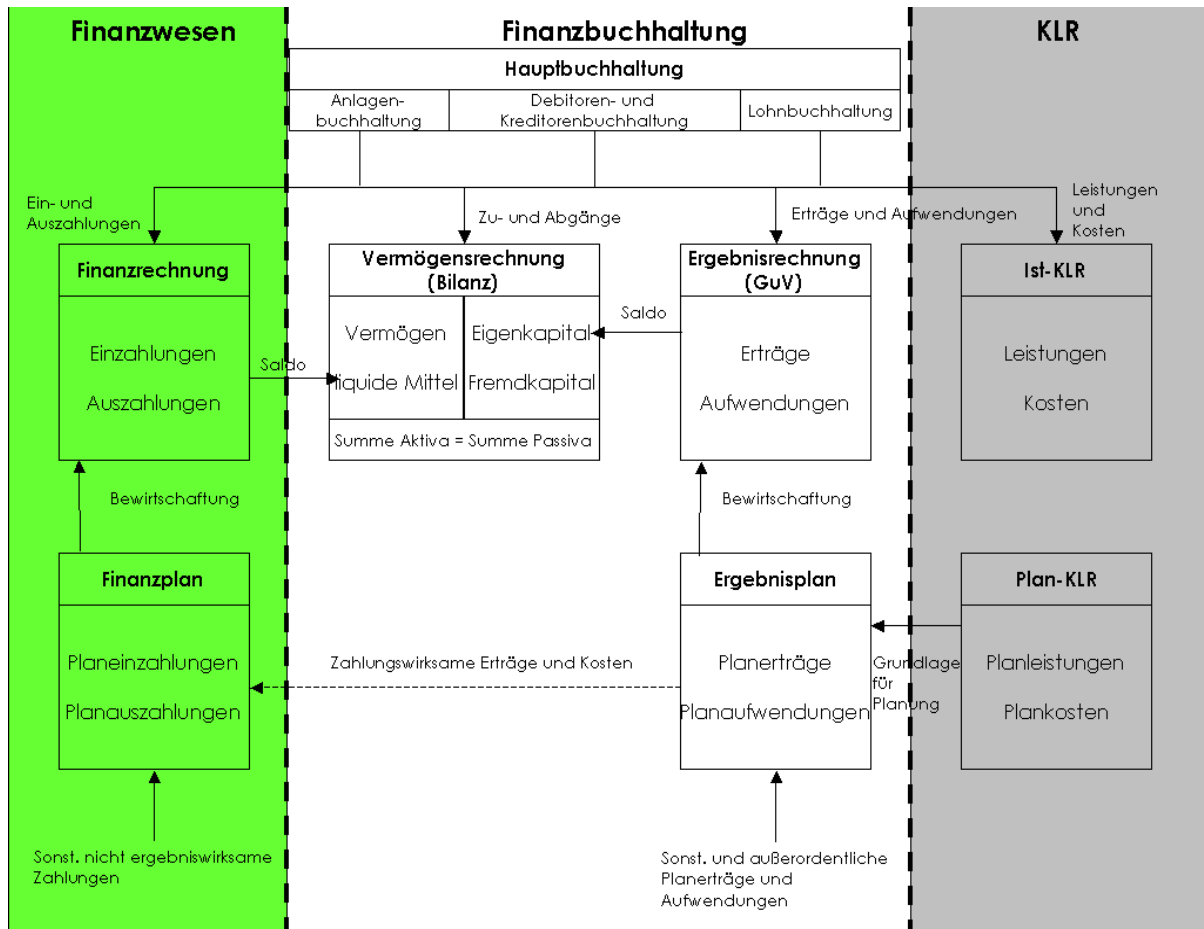 Finanzwesen
Finanzbuchhaltung
KLR
Hauptbuchhaltung
Anlagen-
buchhaltung
Debitoren- und
Kreditorenbuchhaltung
Lohnbuchhaltung
Ein- und
Auszahlungen
Zu- und Abgänge
Erträge und Aufwendungen
Leistungen
und
Kosten
Finanzrechnung
Einzahlungen
Auszahlungen
Saldo
Vermögensrechnung
(Bilanz)
Vermögen
liquide Mittel
Eigenkapital
Fremdkapital
Summe Aktiva = Summe Passiva
Saldo
Ergebnisrechnung
(GuV)
Erträge
Aufwendungen
Ist-KLR
Leistungen
Kosten
Bewirtschaftung
Bewirtschaftung
Finanzplan
Planeinzahlungen
Planauszahlungen
Zahlungswirksame Erträge und Kosten
Ergebnisplan
Planerträge
Planaufwendungen
Grundlage
für
Planung
Plan-KLR
Planleistungen
Plankosten
Sonst. nicht ergebniswirksame
Zahlungen
Sonst. und außerordentliche
Planerträge und
Aufwendungen